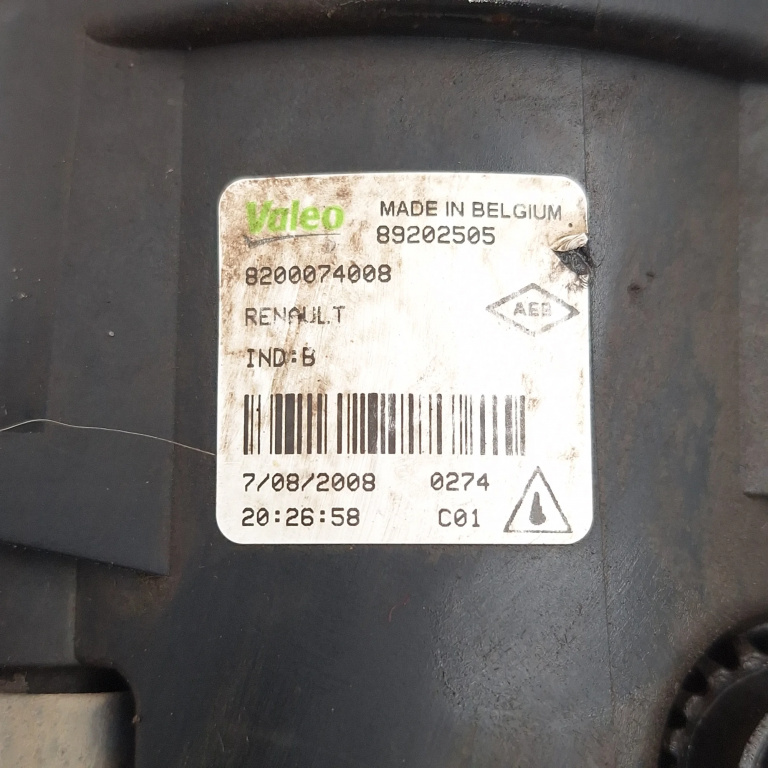 Valeo MADE IN BELGIUM
89202505
8200074008
RENAULT
AEB
IND:B
7/08/2008 0274
20:26:58 C01